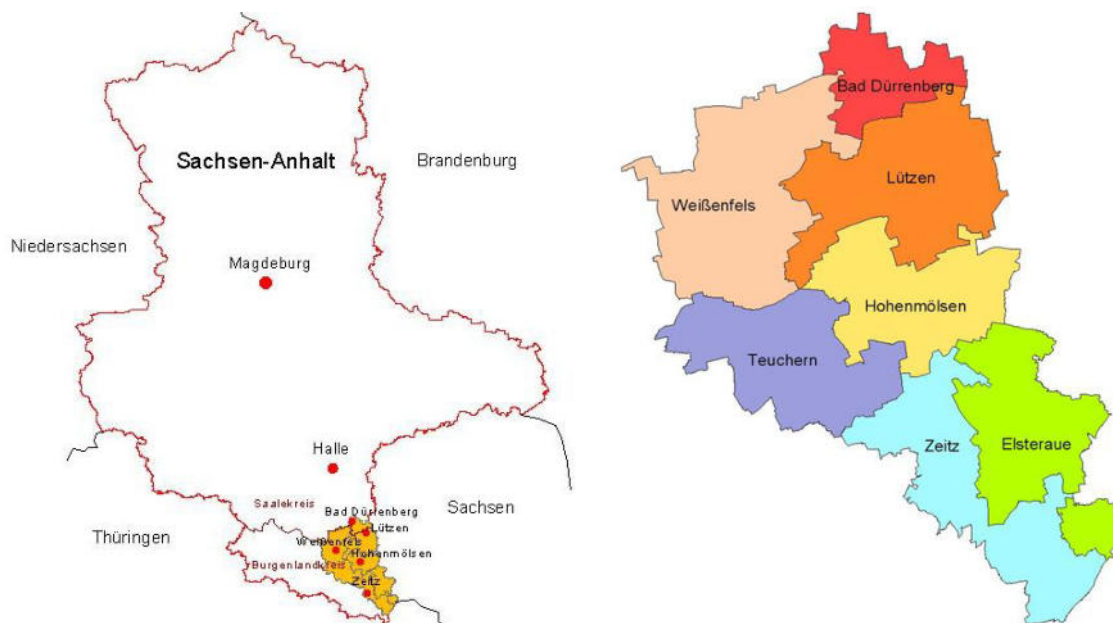 Sachsen-Anhalt
Brandenburg
Niedersachsen
Magdeburg
Halle
Saalekreis
Sachsen
Bad Dürrenberg
Lützen
Thüringen
Weißenfels
Hohenmölsen
Burgenlandkreis
Zeitz
Bad Dürrenberg
Lützen
Weißenfels
Hohenmölsen
Teuchern
Zeitz
Elsteraue